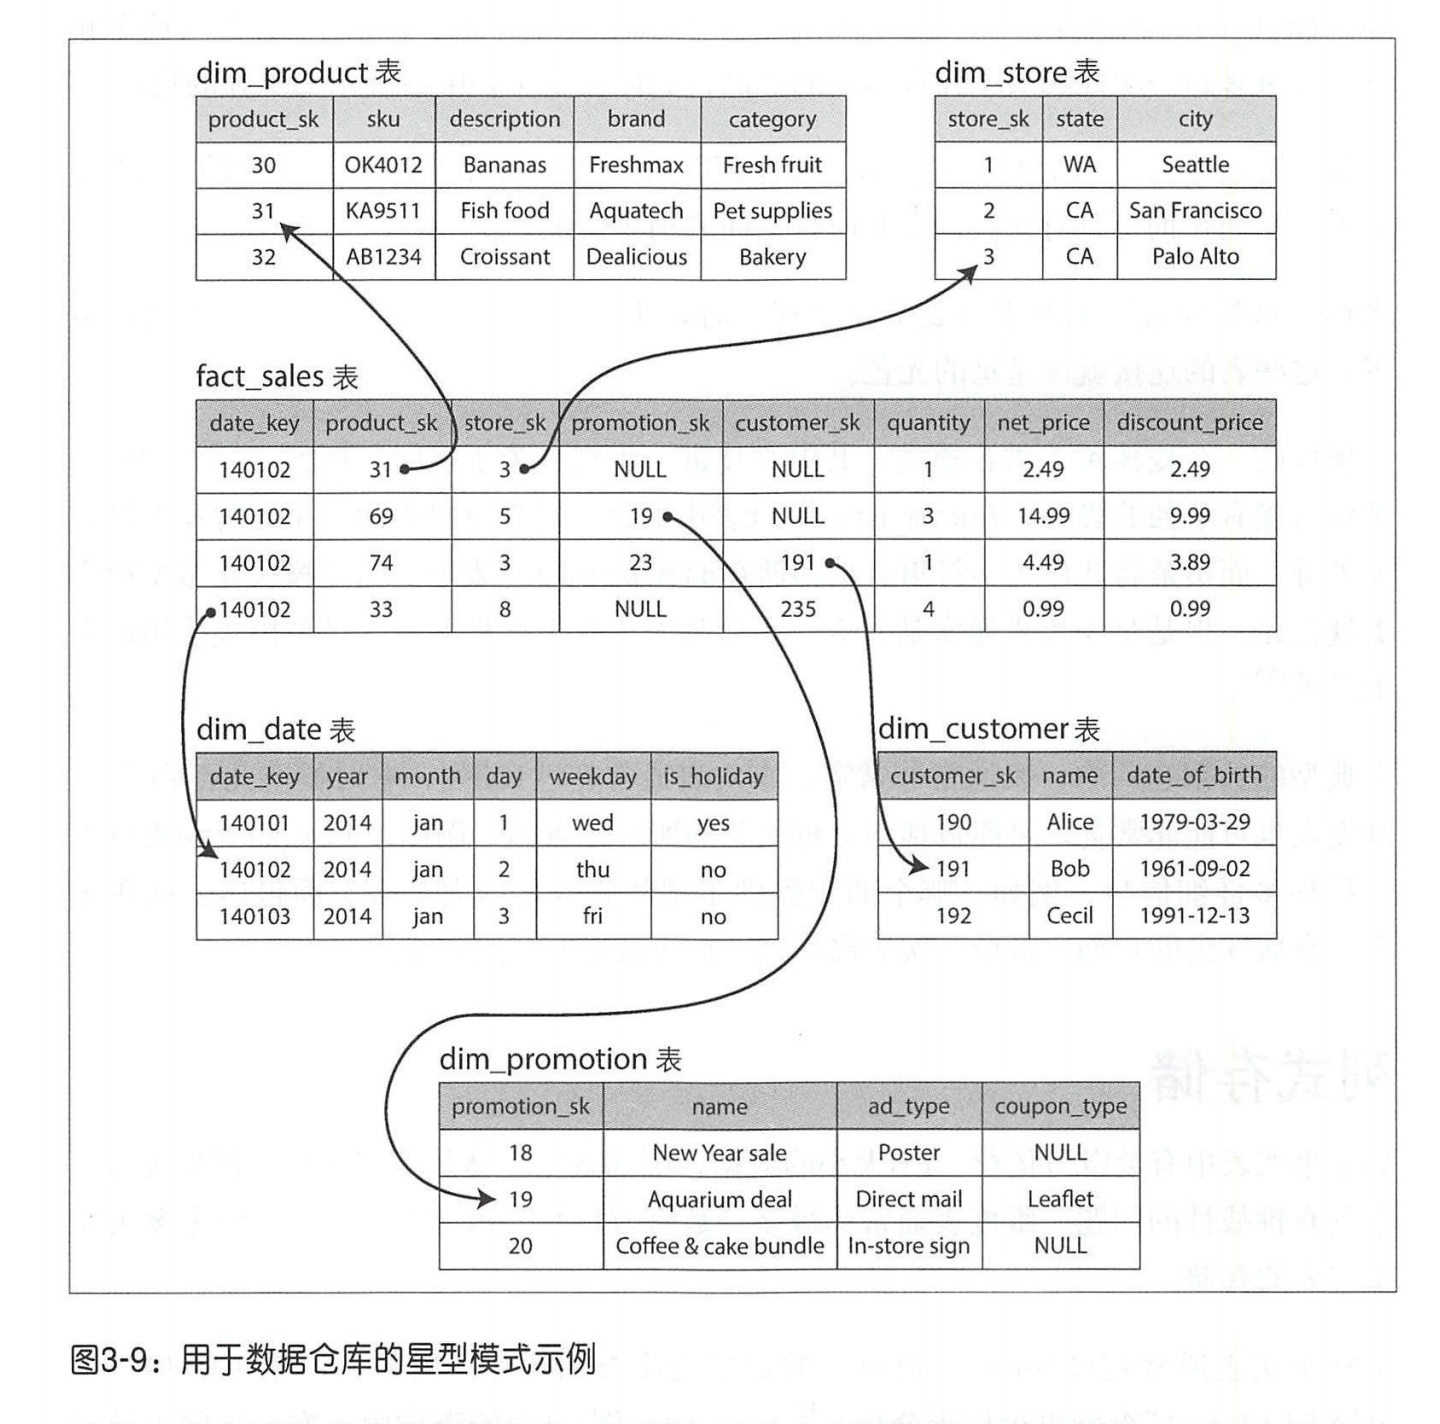 dim_product 表
product_sk sku description brand category
30 OK4012 Bananas Freshmax Fresh fruit
31 KA9511 Fish food Aquatech Pet supplies
32 AB1234 Croissant Dealicious Bakery
dim_store 表
store_sk state city
1 WA Seattle
2 CA San Francisco
3 CA Palo Alto
fact_sales 表
date_key product_sk store_sk promotion_sk customer_sk quantity net_price discount_price
140102 31 3 NULL NULL 1 2.49 2.49
140102 69 5 19 NULL 3 14.99 9.99
140102 74 3 23 191 1 4.49 3.89
140102 33 8 NULL 235 4 0.99 0.99
dim_date 表
date_key year month day weekday is_holiday
140101 2014 jan 1 wed yes
140102 2014 jan 2 thu no
140103 2014 jan 3 fri no
dim_customer 表
customer_sk name date_of_birth
190 Alice 1979-03-29
191 Bob 1961-09-02
192 Cecil 1991-12-13
dim_promotion 表
promotion_sk name ad_type coupon_type
18 New Year sale Poster NULL
19 Aquarium deal Direct mail Leaflet
20 Coffee & cake bundle In-store sign NULL
图3-9：用于数据仓库的星型模式示例